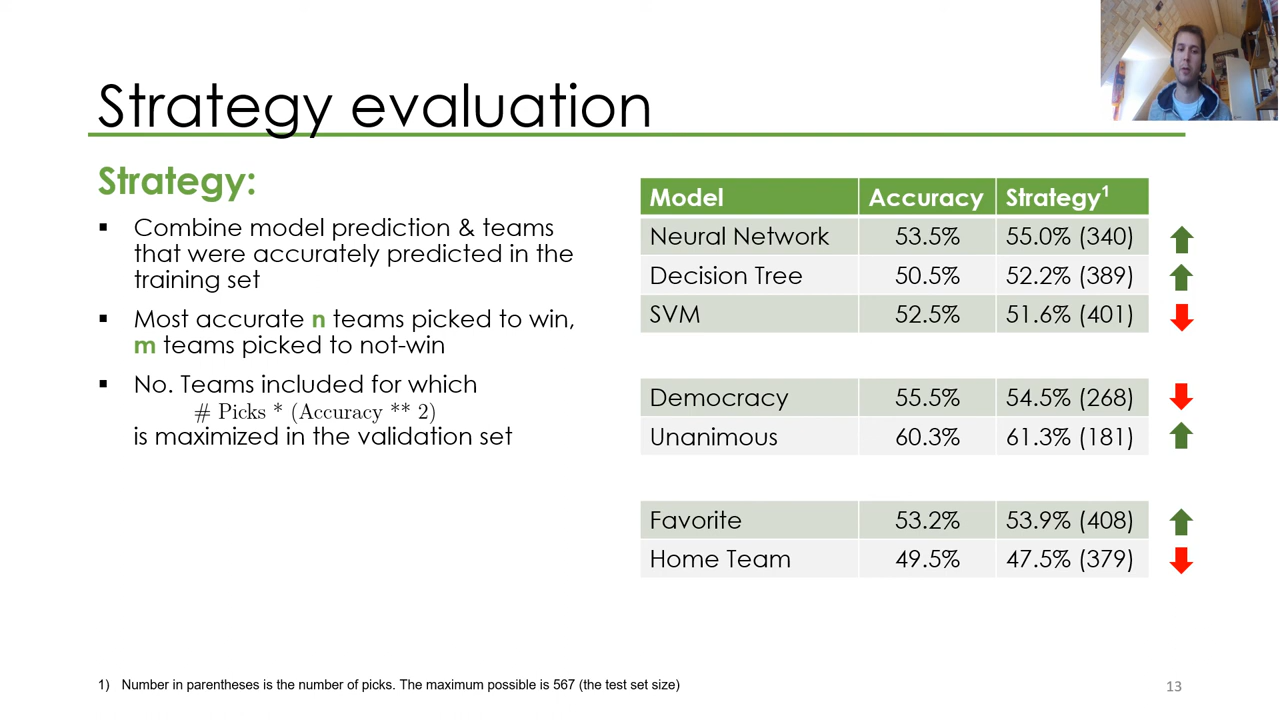 Strategy evaluation
Strategy:
▪ Combine model prediction & teams
that were accurately predicted in the
training set
▪ Most accurate n teams picked to win,
m teams picked to not-win
▪ No. Teams included for which
# Picks * (Accuracy ** 2)
is maximized in the validation set
Model Accuracy Strategy1
Neural Network 53.5% 55.0% (340)
Decision Tree 50.5% 52.2% (389)
SVM 52.5% 51.6% (401)
Democracy 55.5% 54.5% (268)
Unanimous 60.3% 61.3% (181)
Favorite 53.2% 53.9% (408)
Home Team 49.5% 47.5% (379)
1) Number in parentheses is the number of picks. The maximum possible is 567 (the test set size)
13